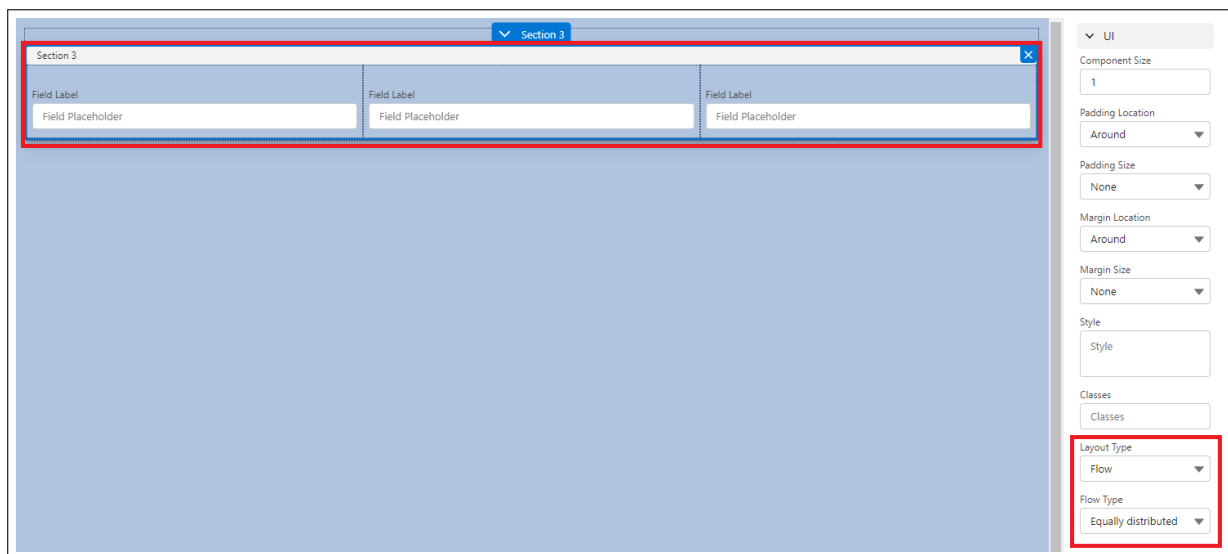 Section 3
Section 3
Field Label
Field Placeholder
Field Label
Field Placeholder
Field Label
Field Placeholder
UI
Component Size
1
Padding Location
Around
Padding Size
None
Margin Location
Around
Margin Size
None
Style
Style
Classes
Classes
Layout Type
Flow
Flow Type
Equally distributed